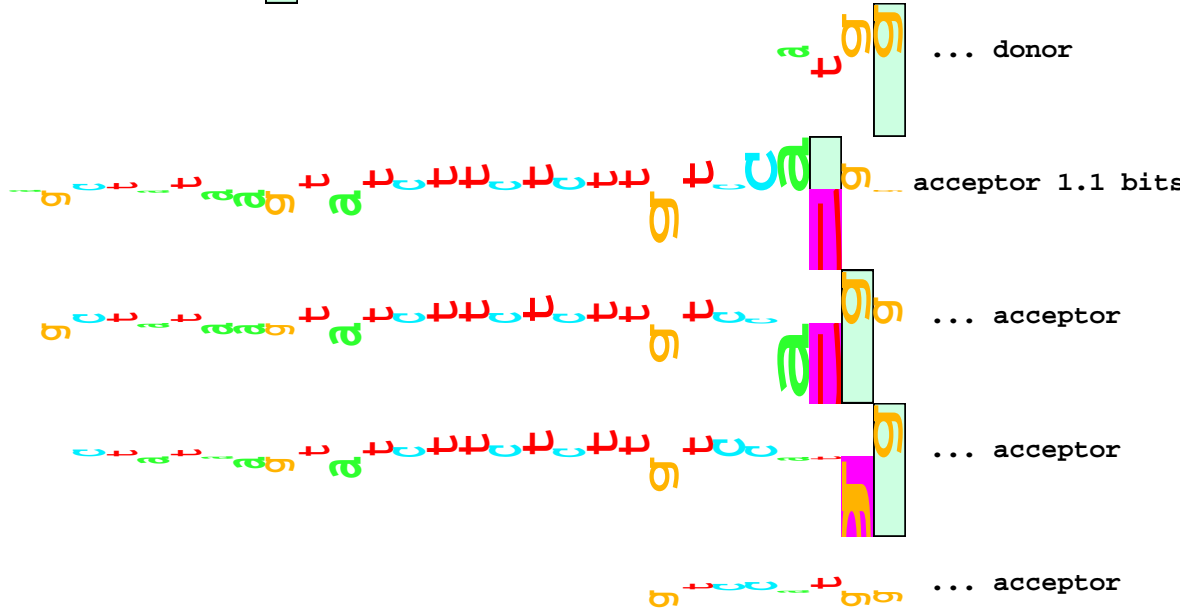 a t g g ... donor
a g c t a t a a g t a t c t t c t c t t g t c c a t g g acceptor 1.1 bits
g c t a t a a g t a t c t t c t c t t g t c c a t g g ... acceptor
c t a t a a g t a t c t t c t c t t g t c c a t g g ... acceptor
g t c c a t g g ... acceptor